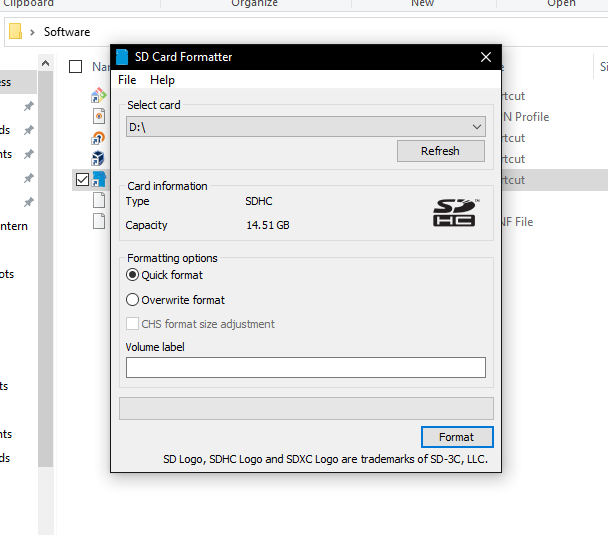 Clipboard
Organize
New
Open
Software
SD Card Formatter
File Help
Select card
D:\
Refresh
Card information
Type SDHC
Capacity 14.51 GB
SD
HC
Formatting options
Quick format
Overwrite format
CHS format size adjustment
Volume label
Format
SD Logo, SDHC Logo and SDXC Logo are trademarks of SD-3C, LLC.
Na
Si
ess
ds
nts
ntern
ots
ts
nts
ds
rtcut
N Profile
rtcut
rtcut
rtcut
NF File